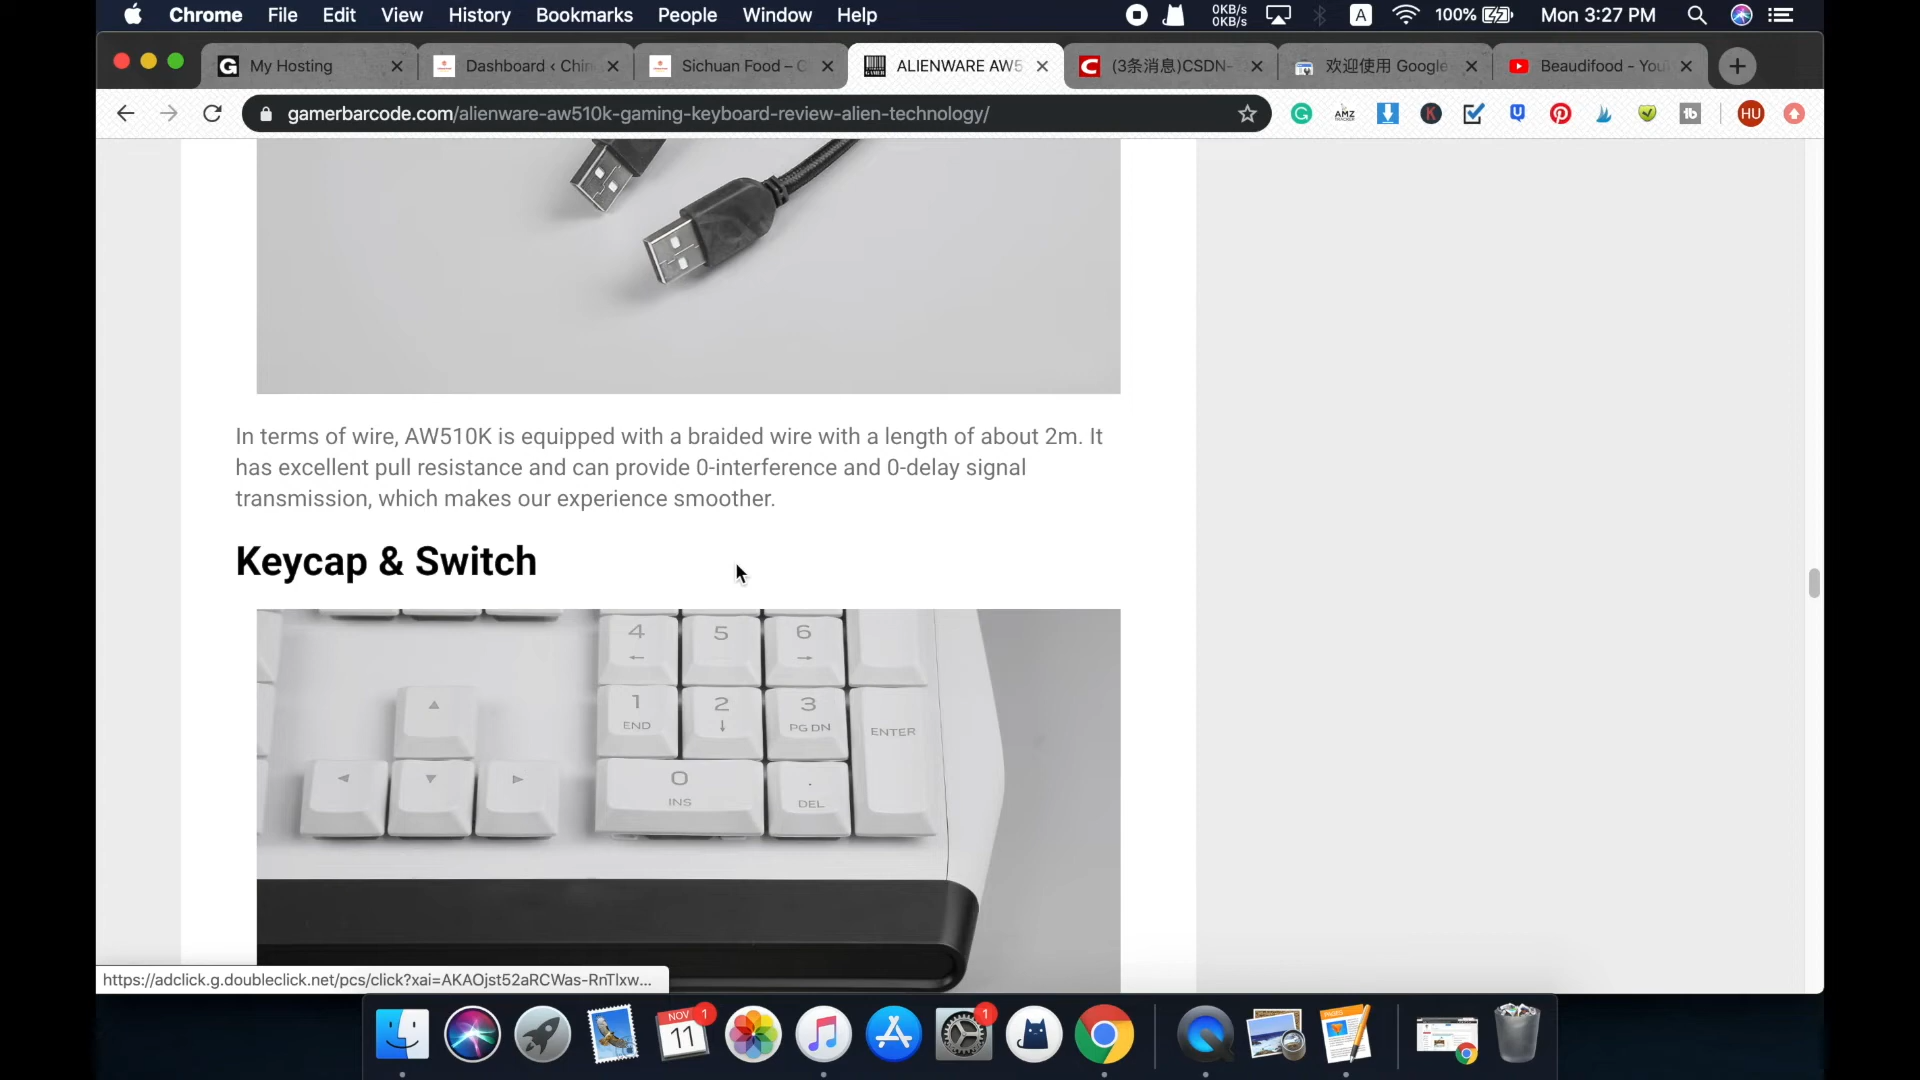 Chrome File Edit View History Bookmarks People Window Help
0KB/s
0KB/s
A
100%
Mon 3:27 PM
My Hosting
Dashboard ‹ Chin
Sichuan Food – C
ALIENWARE AW5
(3条消息)CSDN-
欢迎使用 Google
Beaudifood - You
gamerbarcode.com/alienware-aw510k-gaming-keyboard-review-alien-technology/
AMZ
HU
In terms of wire, AW510K is equipped with a braided wire with a length of about 2m. It
has excellent pull resistance and can provide 0-interference and 0-delay signal
transmission, which makes our experience smoother.
Keycap & Switch
4 5 6
1 2 3
END PG DN ENTER
0 .
INS DEL
https://adclick.g.doubleclick.net/pcs/click?xai=AKAOjst52aRCWas-RnTlxw...
NOV 1
11
1
PAGES